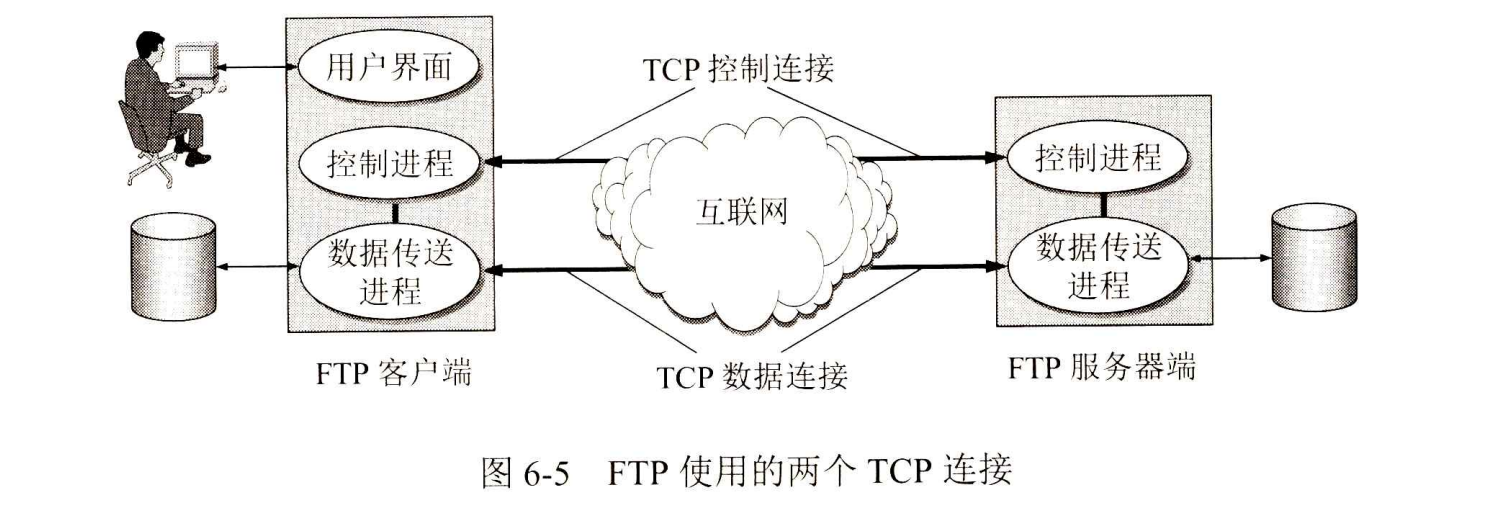 用户界面
TCP 控制连接
控制进程
控制进程
互联网
数据传送
进程
数据传送
进程
FTP 客户端
TCP 数据连接
FTP 服务器端
图 6-5 FTP 使用的两个 TCP 连接